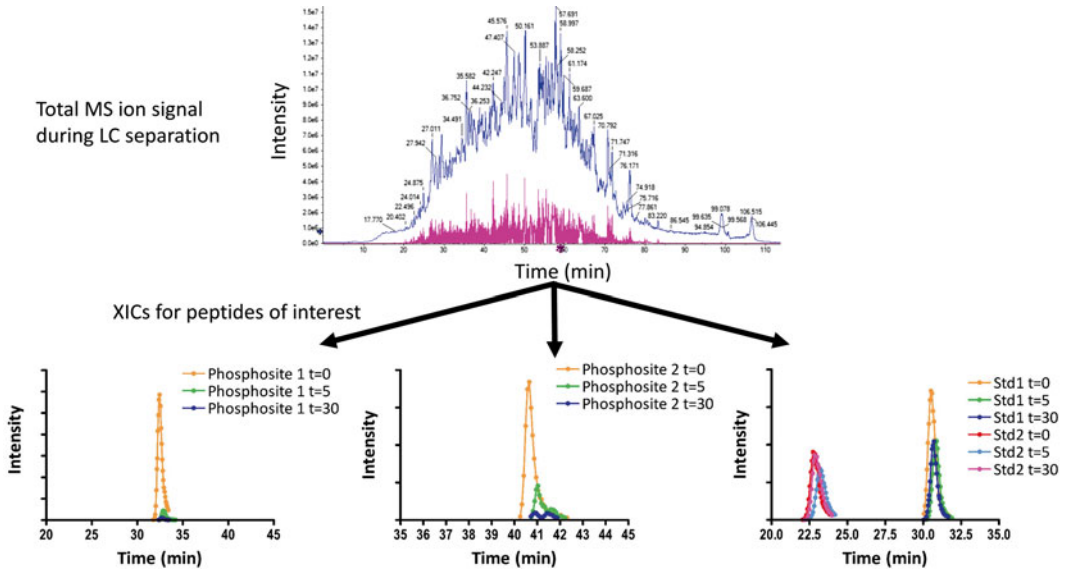 Total MS ion signal
during LC separation
Intensity
1.5e7
1.4e7
1.3e7
1.2e7
1.1e7
1.0e7
9.0e6
8.0e6
7.0e6
6.0e6
5.0e6
4.0e6
3.0e6
2.0e6
1.0e6
0.0e0
17.770
20.402
22.496
24.014
24.875
27.942
27.011
34.491
36.752
35.582
36.253
44.232
42.247
47.407
49.576
50.161
53.887
57.691
58.997
58.252
61.174
59.687
63.600
67.025
70.792
71.747
71.316
76.171
74.918
75.716
77.861
83.220
86.545
94.854
99.635
99.078
99.568
106.515
106.445
10 20 30 40 50 60 70 80 90 100 110
Time (min)
XICs for peptides of interest
Intensity
Phosphosite 1 t=0
Phosphosite 1 t=5
Phosphosite 1 t=30
20 25 30 35 40 45
Time (min)
Intensity
Phosphosite 2 t=0
Phosphosite 2 t=5
Phosphosite 2 t=30
35 36 37 38 39 40 41 42 43 44 45
Time (min)
Intensity
Std1 t=0
Std1 t=5
Std1 t=30
Std2 t=0
Std2 t=5
Std2 t=30
20.0 22.5 25.0 27.5 30.0 32.5 35.0
Time (min)